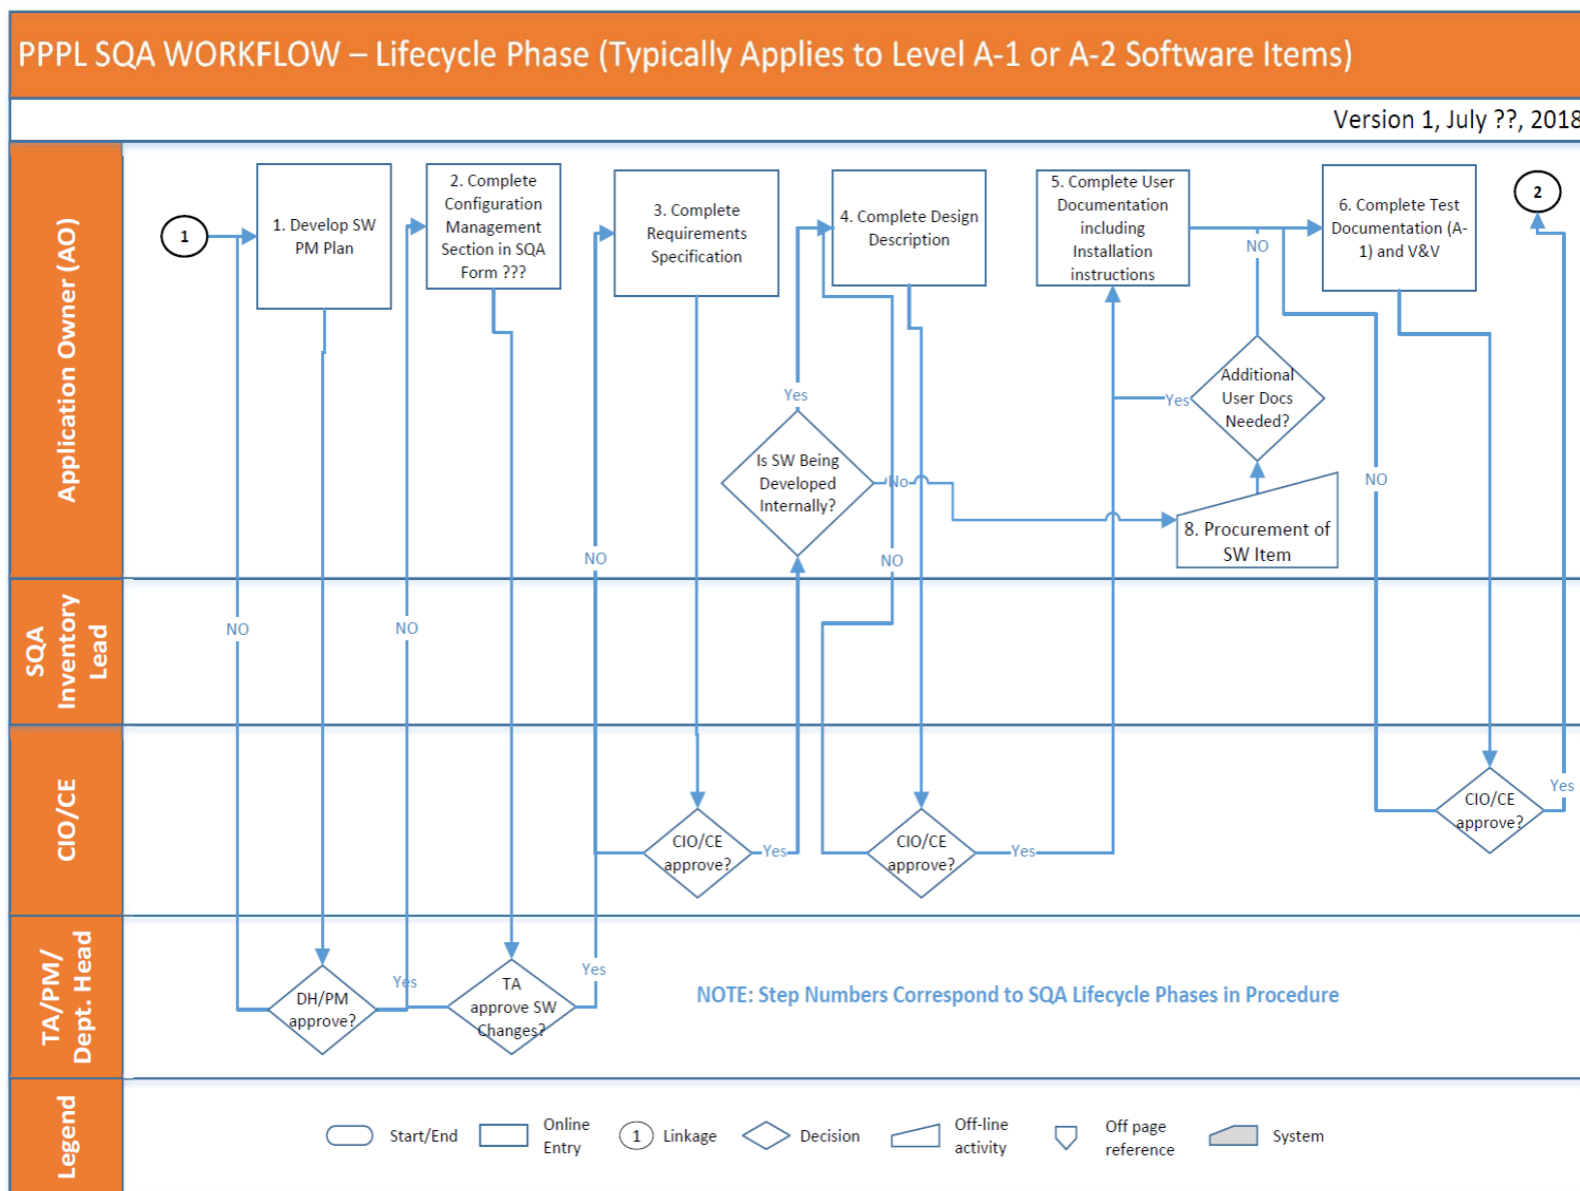 PPPL SQA WORKFLOW – Lifecycle Phase (Typically Applies to Level A-1 or A-2 Software Items)
Version 1, July ??, 2018
Application Owner (AO)
1
1. Develop SW
PM Plan
2. Complete
Configuration
Management
Section in SQA
Form ???
3. Complete
Requirements
Specification
4. Complete Design
Description
5. Complete User
Documentation
including
Installation
instructions
6. Complete Test
Documentation (A-
1) and V&V
2
NO
Additional
User Docs
Needed?
Yes
Yes
Is SW Being
Developed
Internally?
No
8. Procurement of
SW Item
NO
NO
NO
SQA
Inventory
Lead
NO
NO
CIO/CE
CIO/CE
approve?
Yes
CIO/CE
approve?
Yes
CIO/CE
approve?
Yes
TA/PM/
Dept. Head
DH/PM
approve?
Yes
TA
approve SW
Changes?
Yes
NOTE: Step Numbers Correspond to SQA Lifecycle Phases in Procedure
Legend
Start/End
Online
Entry
1
Linkage
Decision
Off-line
activity
Off page
reference
System